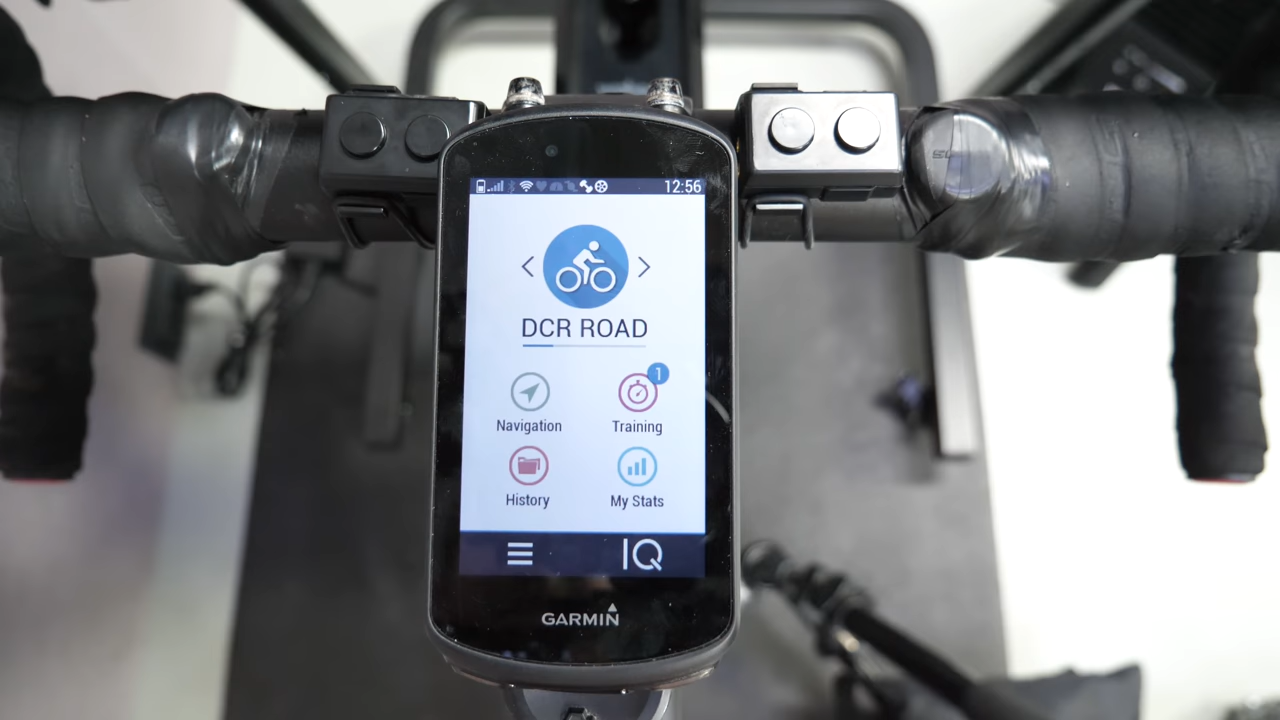 12:56
DCR ROAD
1
Navigation
Training
History
My Stats
IQ
GARMIN